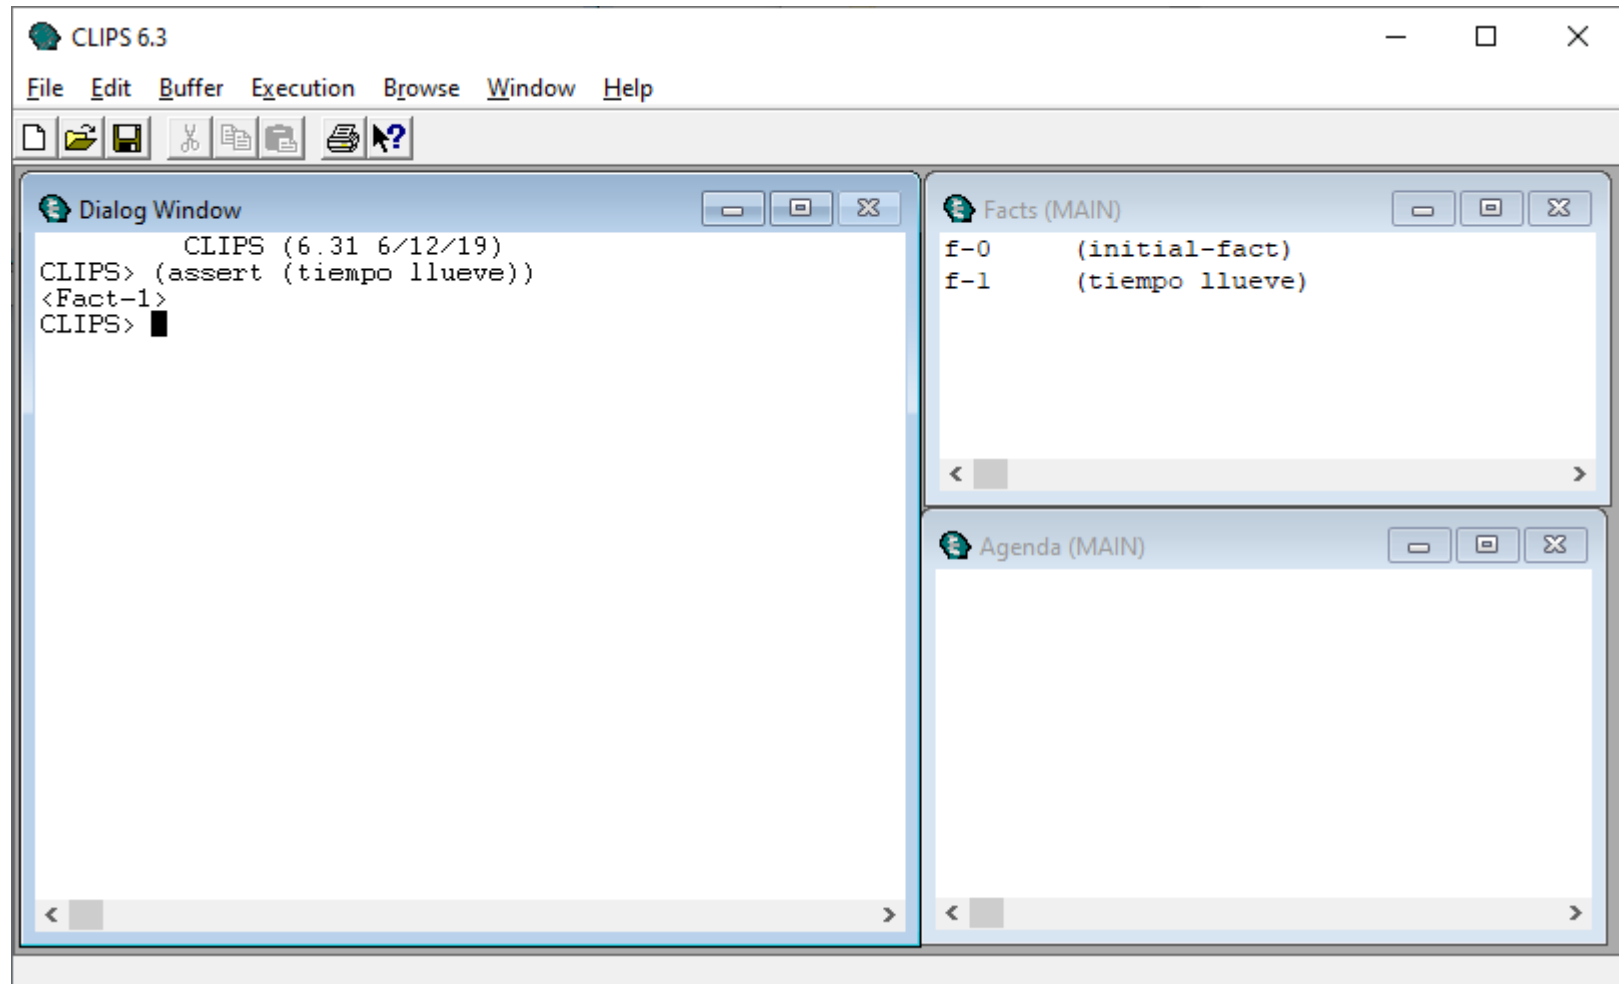 CLIPS 6.3
File Edit Buffer Execution Browse Window Help
Dialog Window
CLIPS (6.31 6/12/19)
CLIPS> (assert (tiempo llueve))
<Fact-1>
CLIPS>
Facts (MAIN)
f-0 (initial-fact)
f-1 (tiempo llueve)
Agenda (MAIN)